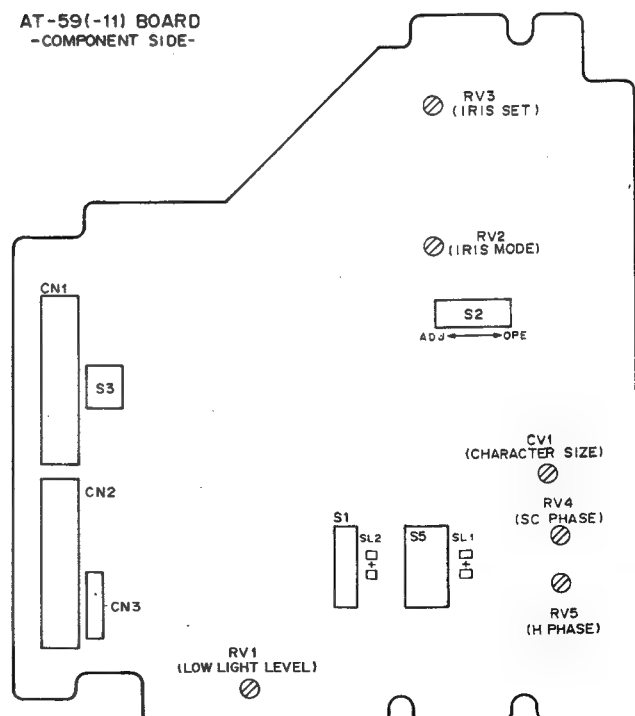 AT-59(-11) BOARD
-COMPONENT SIDE-
RV3
(IRIS SET)
RV2
(IRIS MODE)
CN1
S2
ADJ OPE
S3
CV1
(CHARACTER SIZE)
CN2
RV4
(SC PHASE)
S1
S5
SL2
SL1
+
+
CN3
RV5
(H PHASE)
RV1
(LOW LIGHT LEVEL)